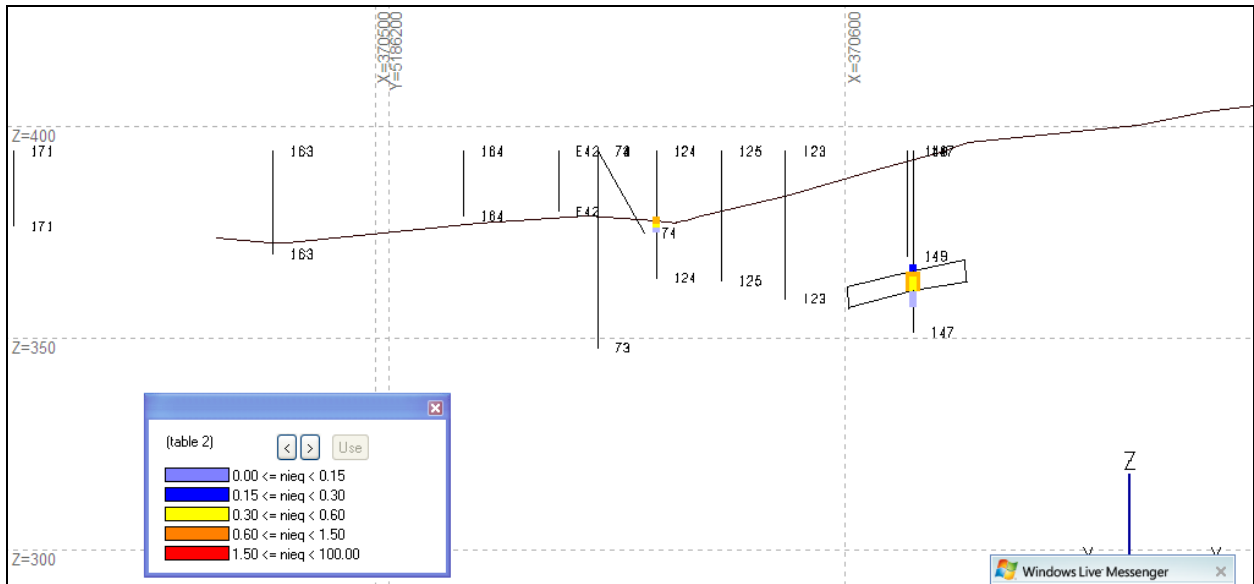 X=370500
Y=5186200
X=370600
Z=400
171
163
164
E42
124
125
123
171
163
164
E42
74
124
125
123
149
147
73
Z=350
(table 2)
< > Use
0.00 <= nieq < 0.15
0.15 <= nieq < 0.30
0.30 <= nieq < 0.60
0.60 <= nieq < 1.50
1.50 <= nieq < 100.00
Z
Z=300
Windows Live Messenger